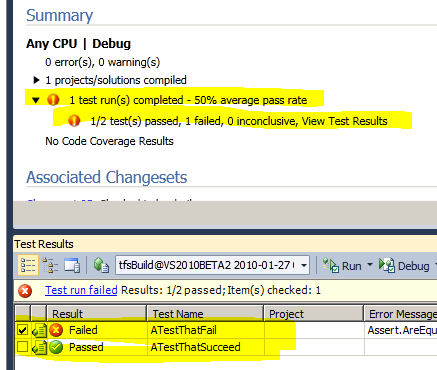 Summary
Any CPU | Debug
0 error(s), 0 warning(s)
1 projects/solutions compiled
1 test run(s) completed - 50% average pass rate
1/2 test(s) passed, 1 failed, 0 inconclusive, View Test Results
No Code Coverage Results
Associated Changesets
Test Results
tfsBuild@VS2010BETA2 2010-01-27 Run Debug
Test run failed Results: 1/2 passed; Item(s) checked: 1
Result Test Name Project Error Message
Failed ATestThatFail Assert.AreEqu
Passed ATestThatSucceed